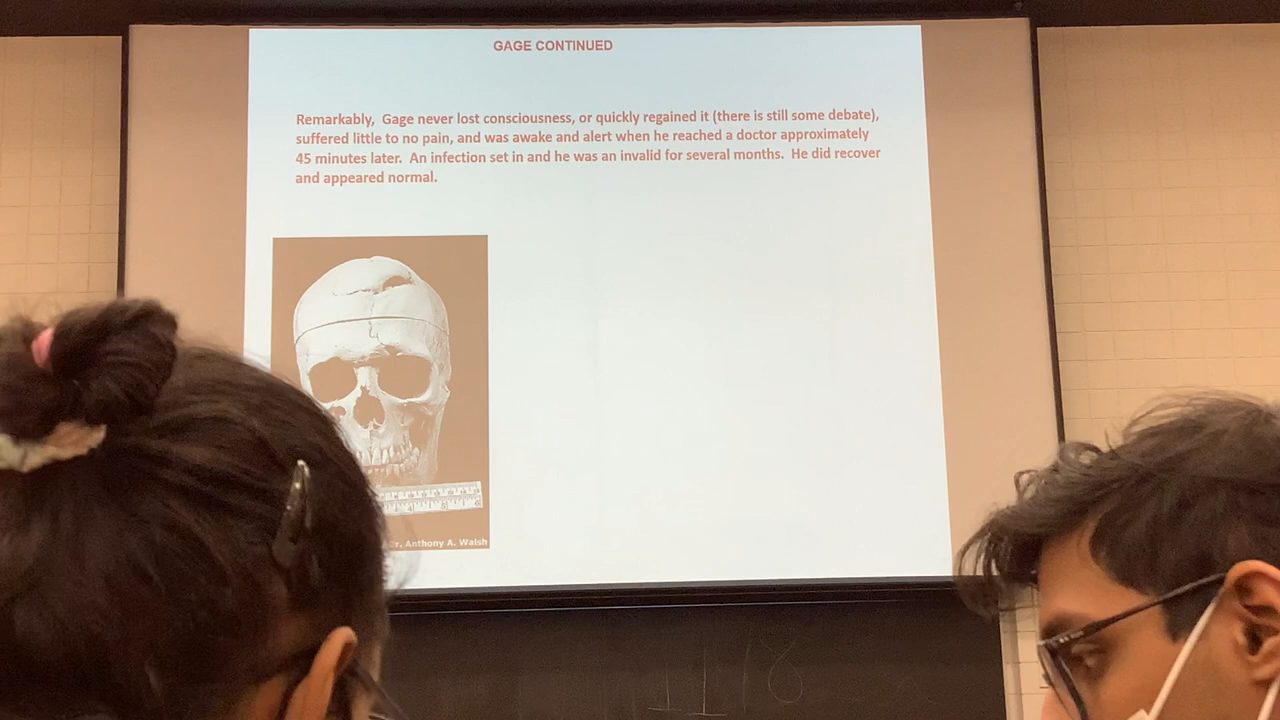 GAGE CONTINUED
Remarkably,  Gage never lost consciousness, or quickly regained it (there is still some debate),
suffered little to no pain, and was awake and alert when he reached a doctor approximately
45 minutes later.  An infection set in and he was an invalid for several months.  He did recover
and appeared normal.
Dr. Anthony A. Walsh